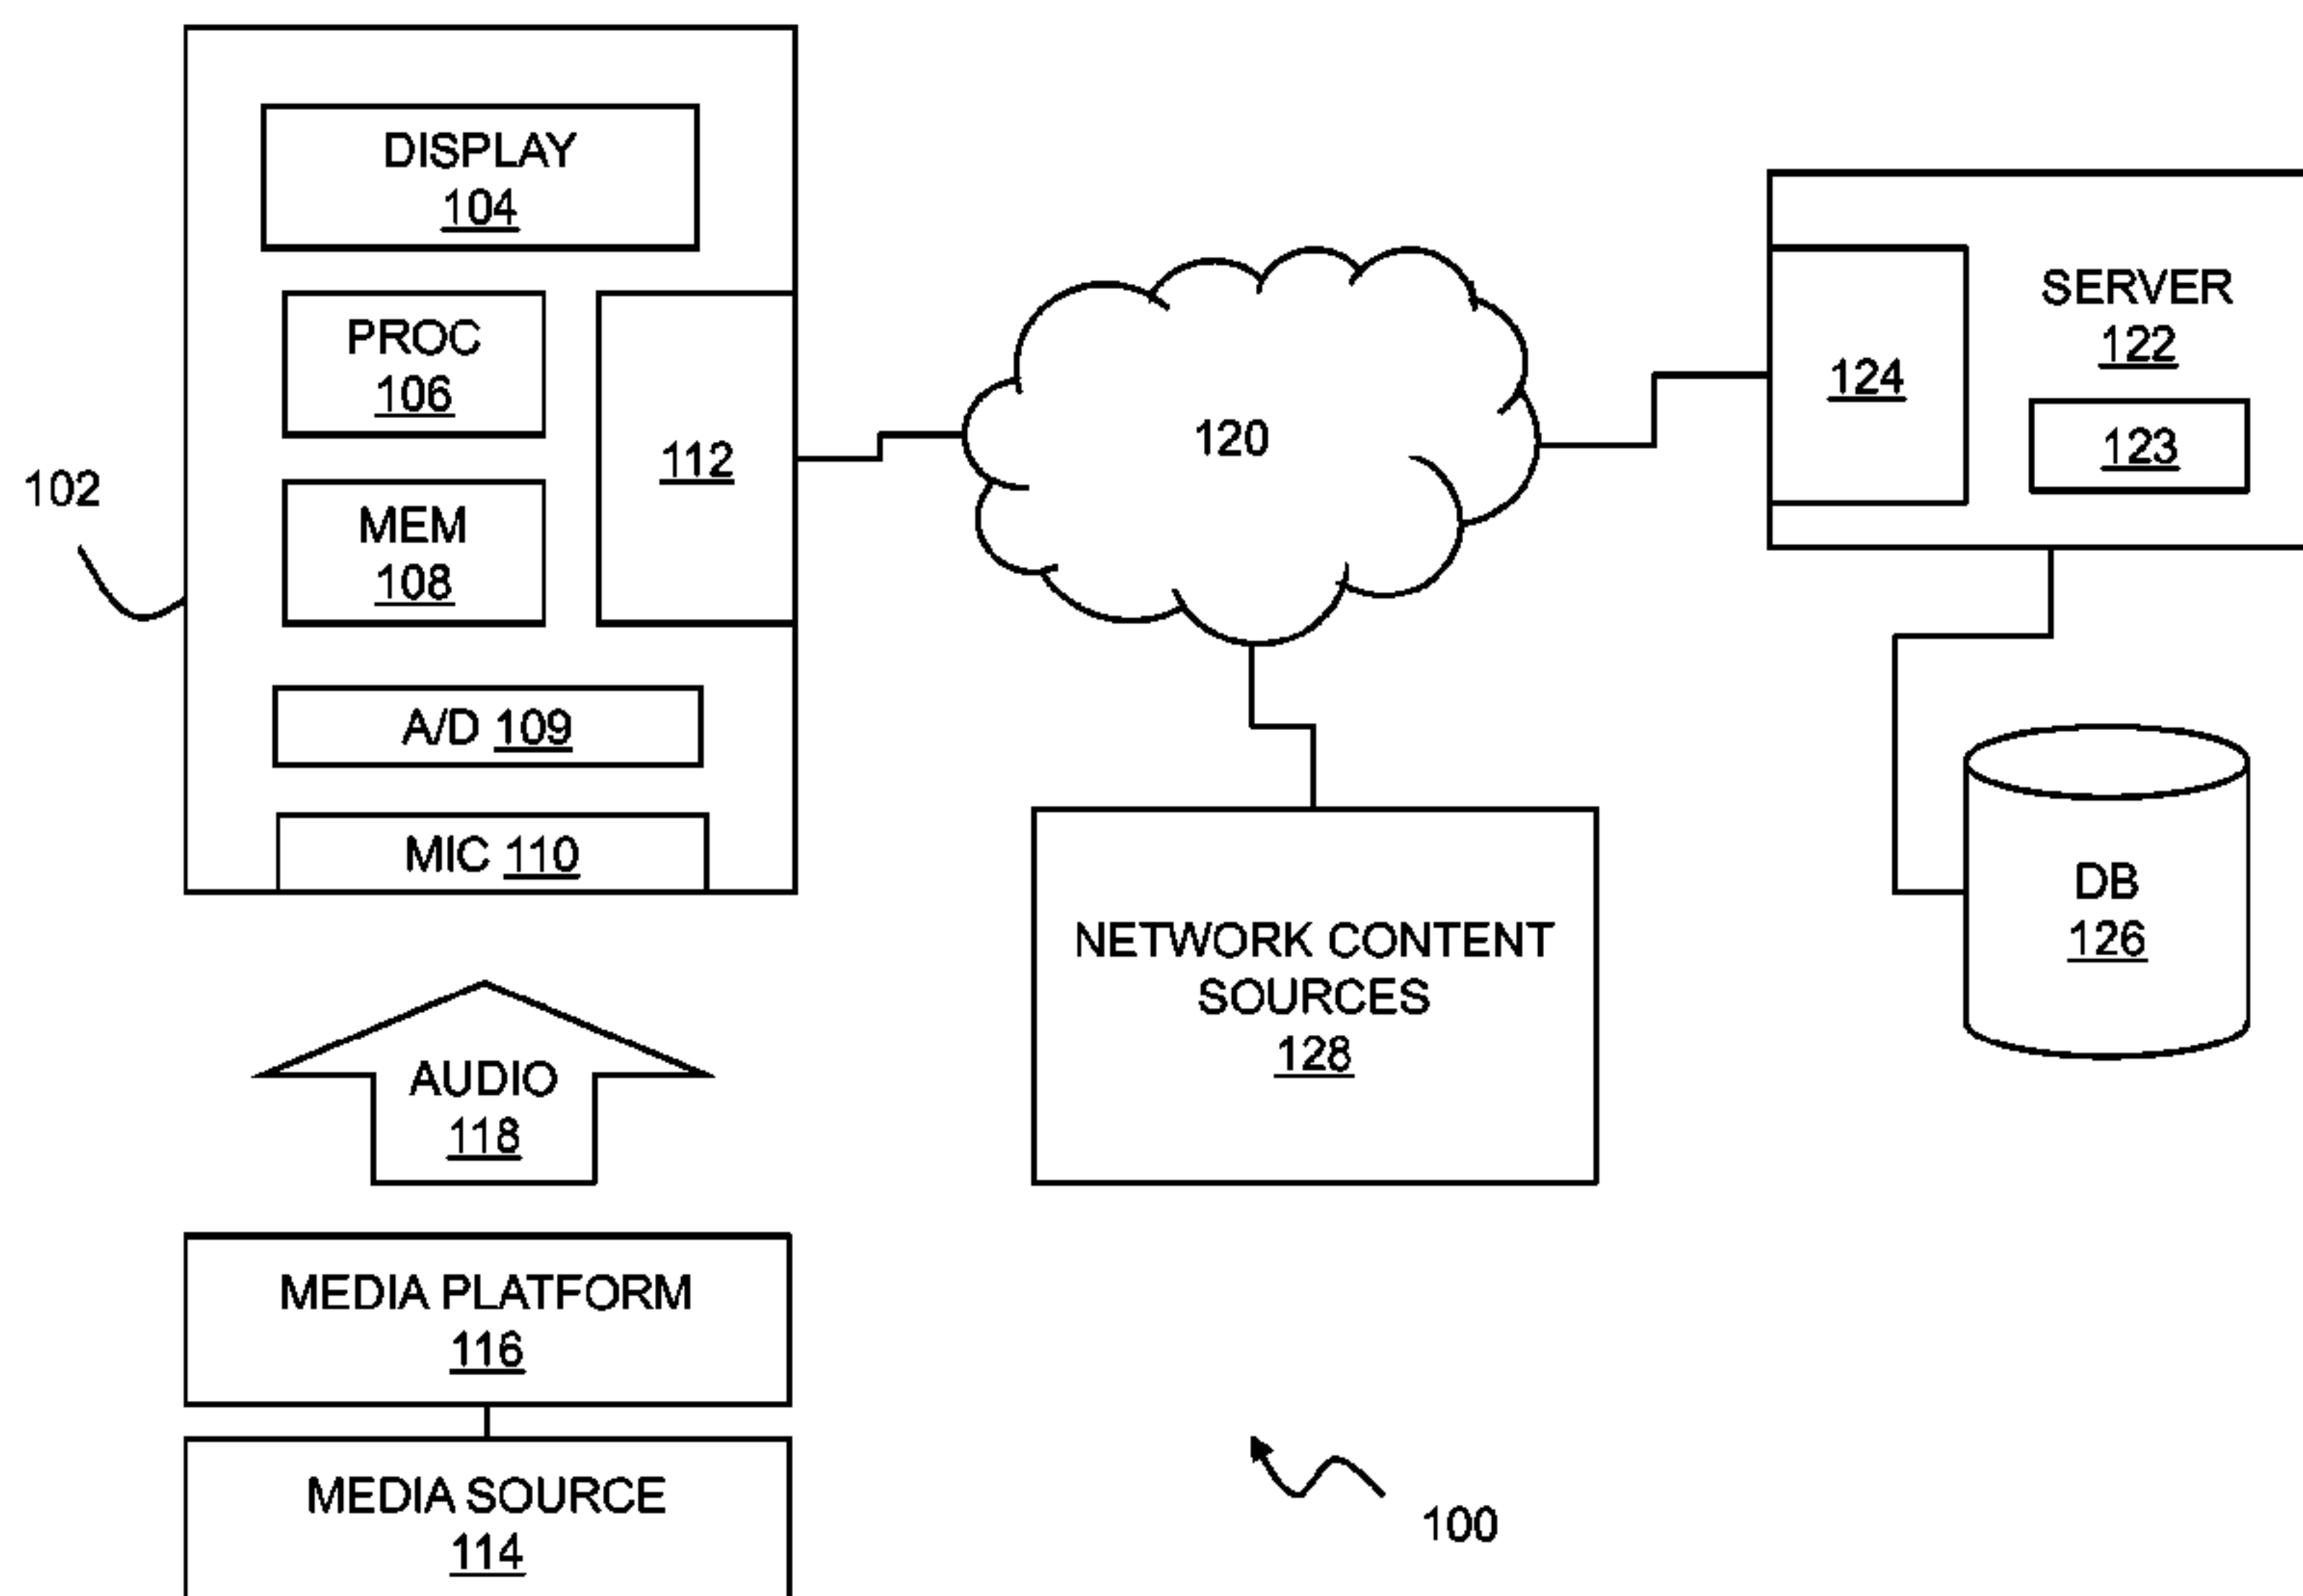 DISPLAY
104
PROC
106
MEM
108
112
102
A/D 109
MIC 110
AUDIO
118
MEDIA PLATFORM
116
MEDIA SOURCE
114
120
NETWORK CONTENT
SOURCES
128
SERVER
122
124
123
DB
126
100